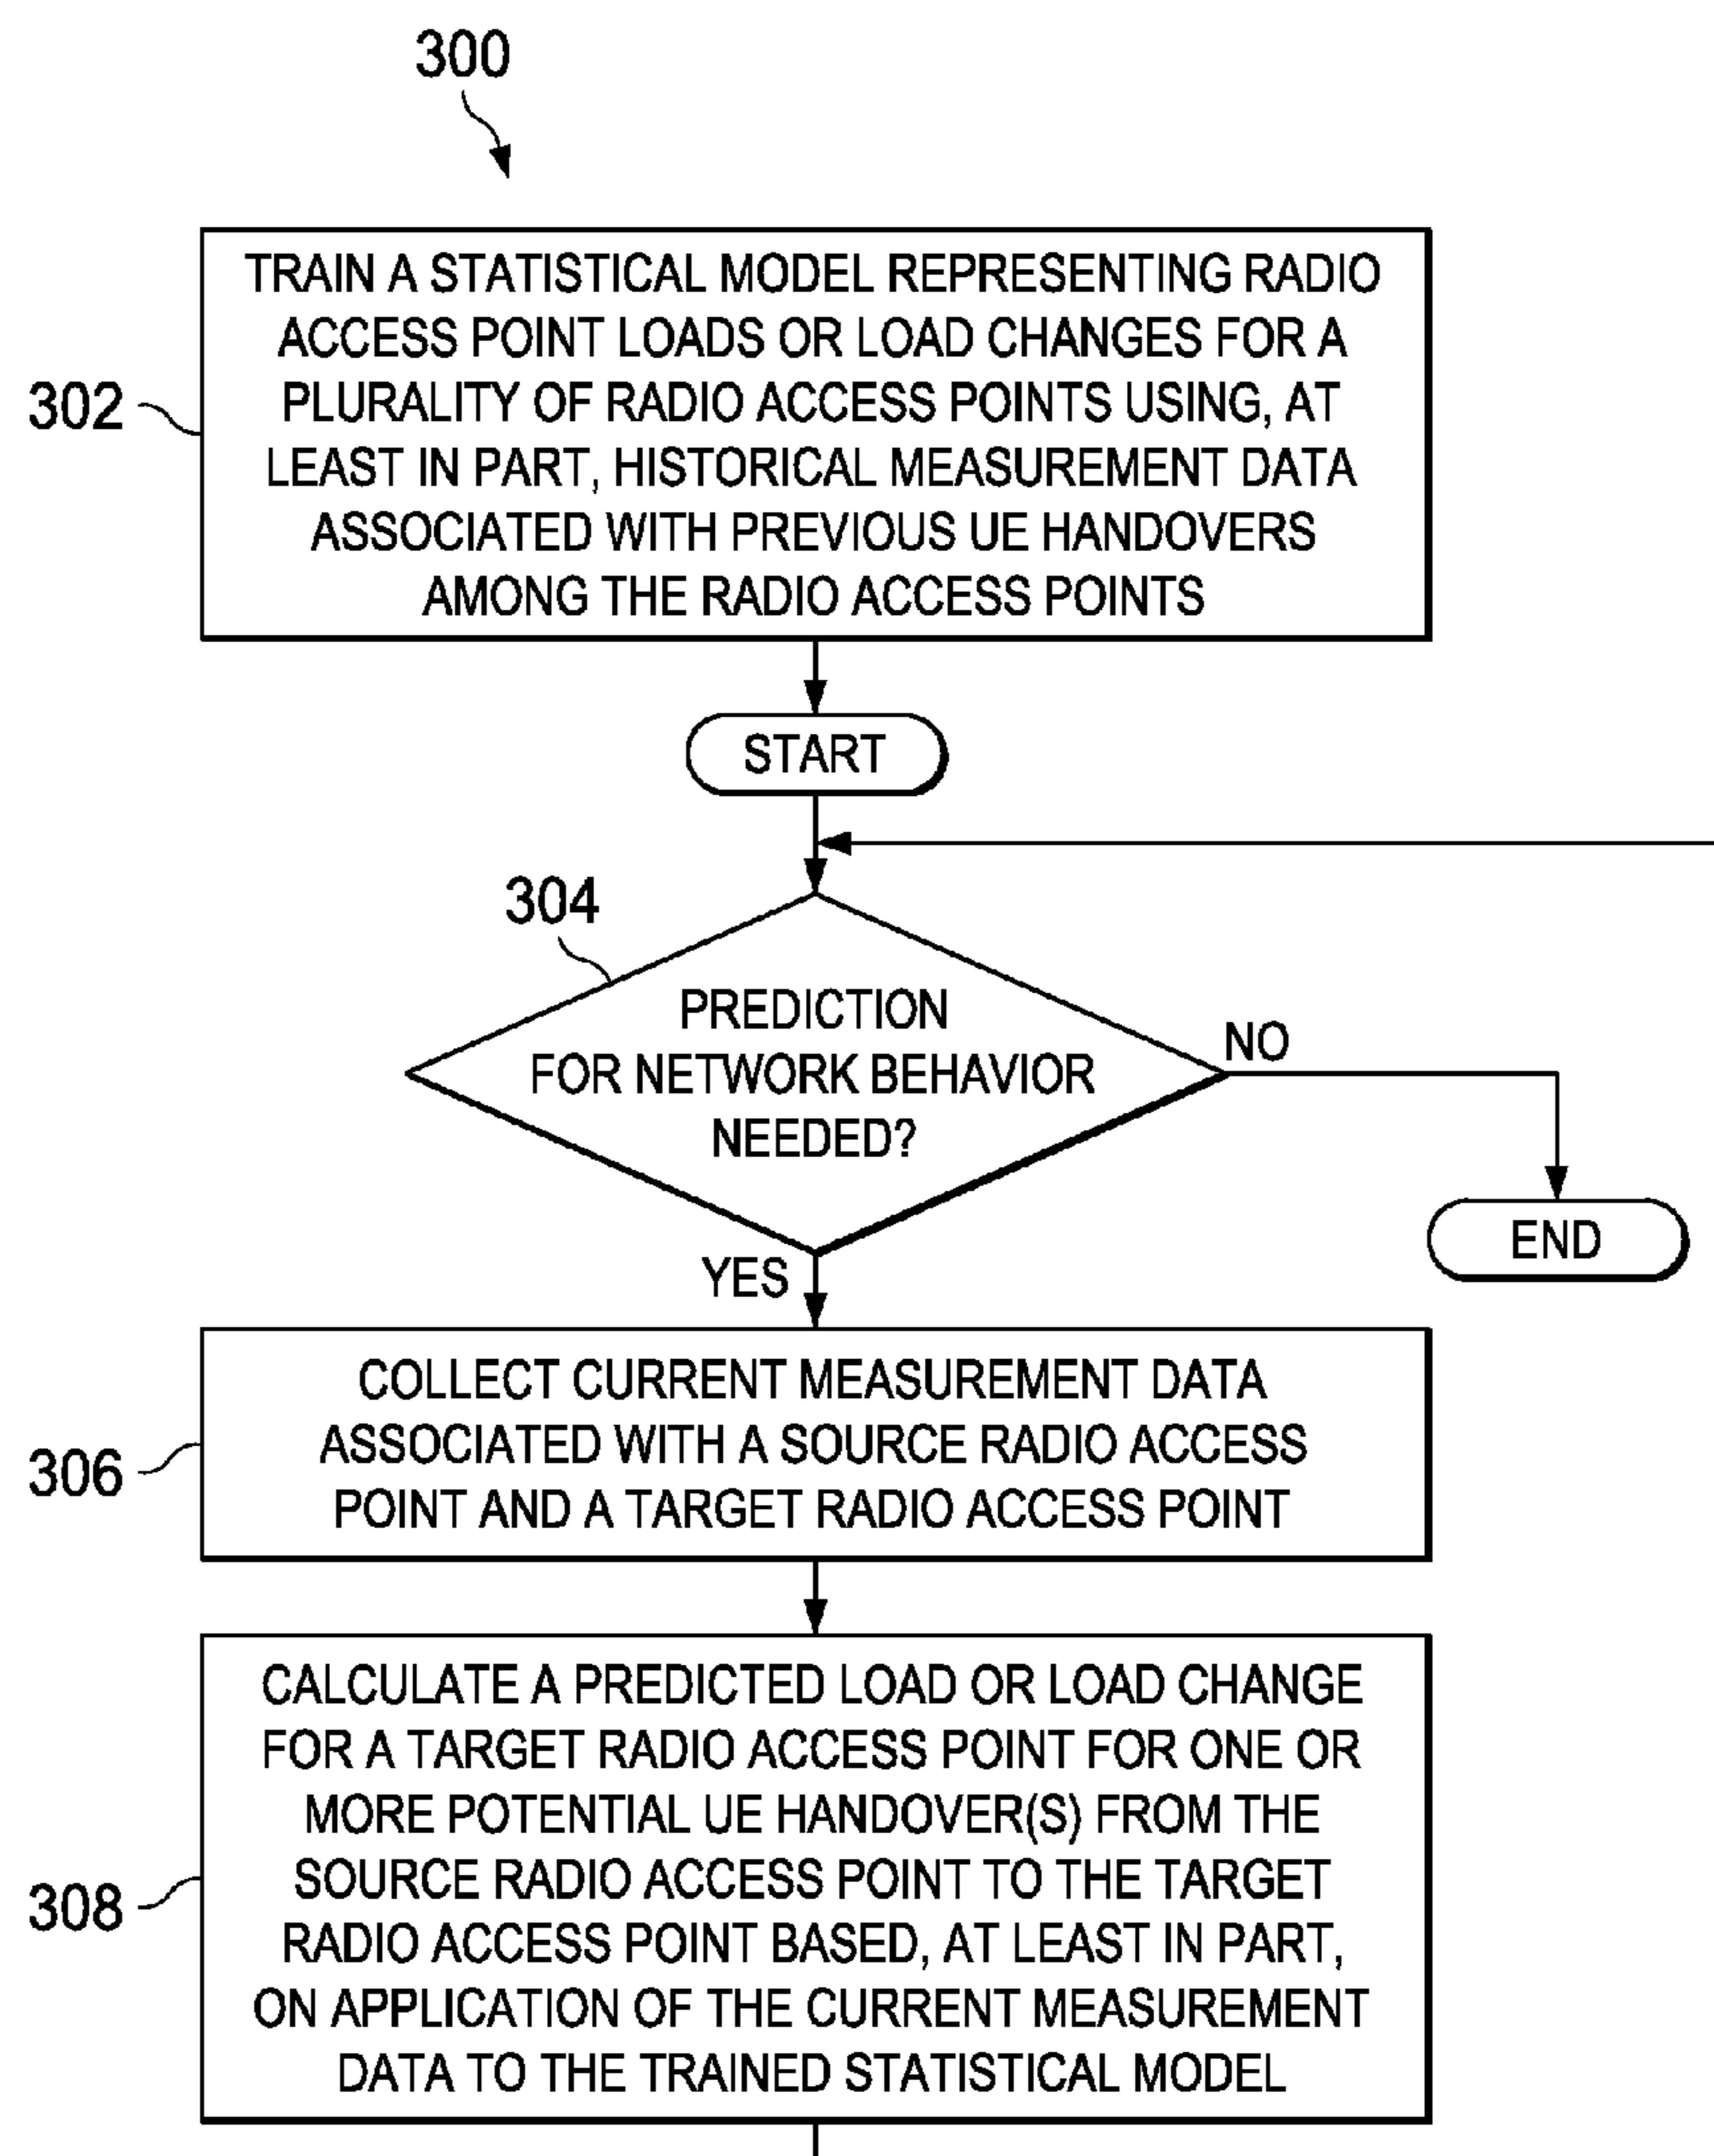 300
302
TRAIN A STATISTICAL MODEL REPRESENTING RADIO
ACCESS POINT LOADS OR LOAD CHANGES FOR A
PLURALITY OF RADIO ACCESS POINTS USING, AT
LEAST IN PART, HISTORICAL MEASUREMENT DATA
ASSOCIATED WITH PREVIOUS UE HANDOVERS
AMONG THE RADIO ACCESS POINTS
START
304
PREDICTION
FOR NETWORK BEHAVIOR
NEEDED?
NO
END
YES
306
COLLECT CURRENT MEASUREMENT DATA
ASSOCIATED WITH A SOURCE RADIO ACCESS
POINT AND A TARGET RADIO ACCESS POINT
308
CALCULATE A PREDICTED LOAD OR LOAD CHANGE
FOR A TARGET RADIO ACCESS POINT FOR ONE OR
MORE POTENTIAL UE HANDOVER(S) FROM THE
SOURCE RADIO ACCESS POINT TO THE TARGET
RADIO ACCESS POINT BASED, AT LEAST IN PART,
ON APPLICATION OF THE CURRENT MEASUREMENT
DATA TO THE TRAINED STATISTICAL MODEL